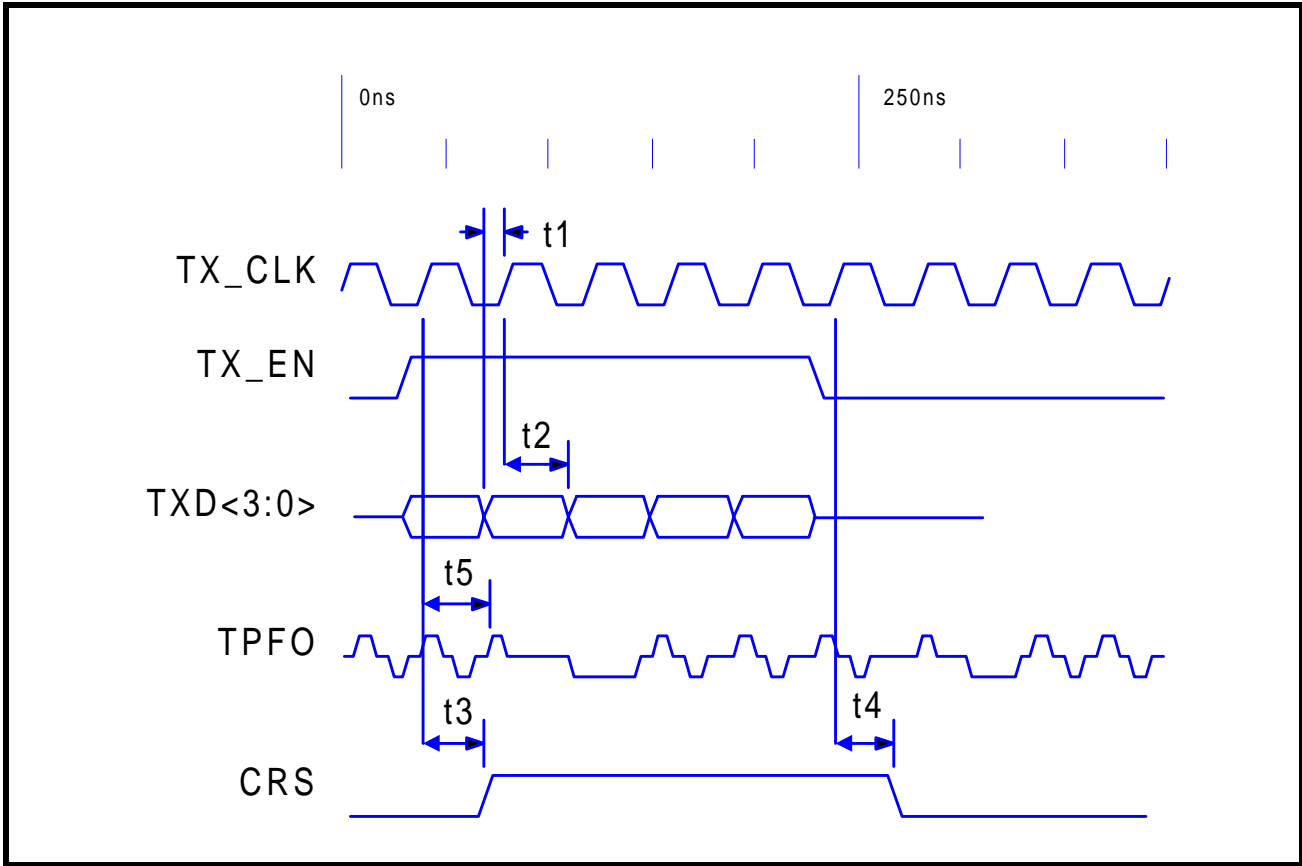 0ns 250ns
t1
TX_CLK
TX_EN
t2
TXD<3:0>
t5
TPFO
t3 t4
CRS